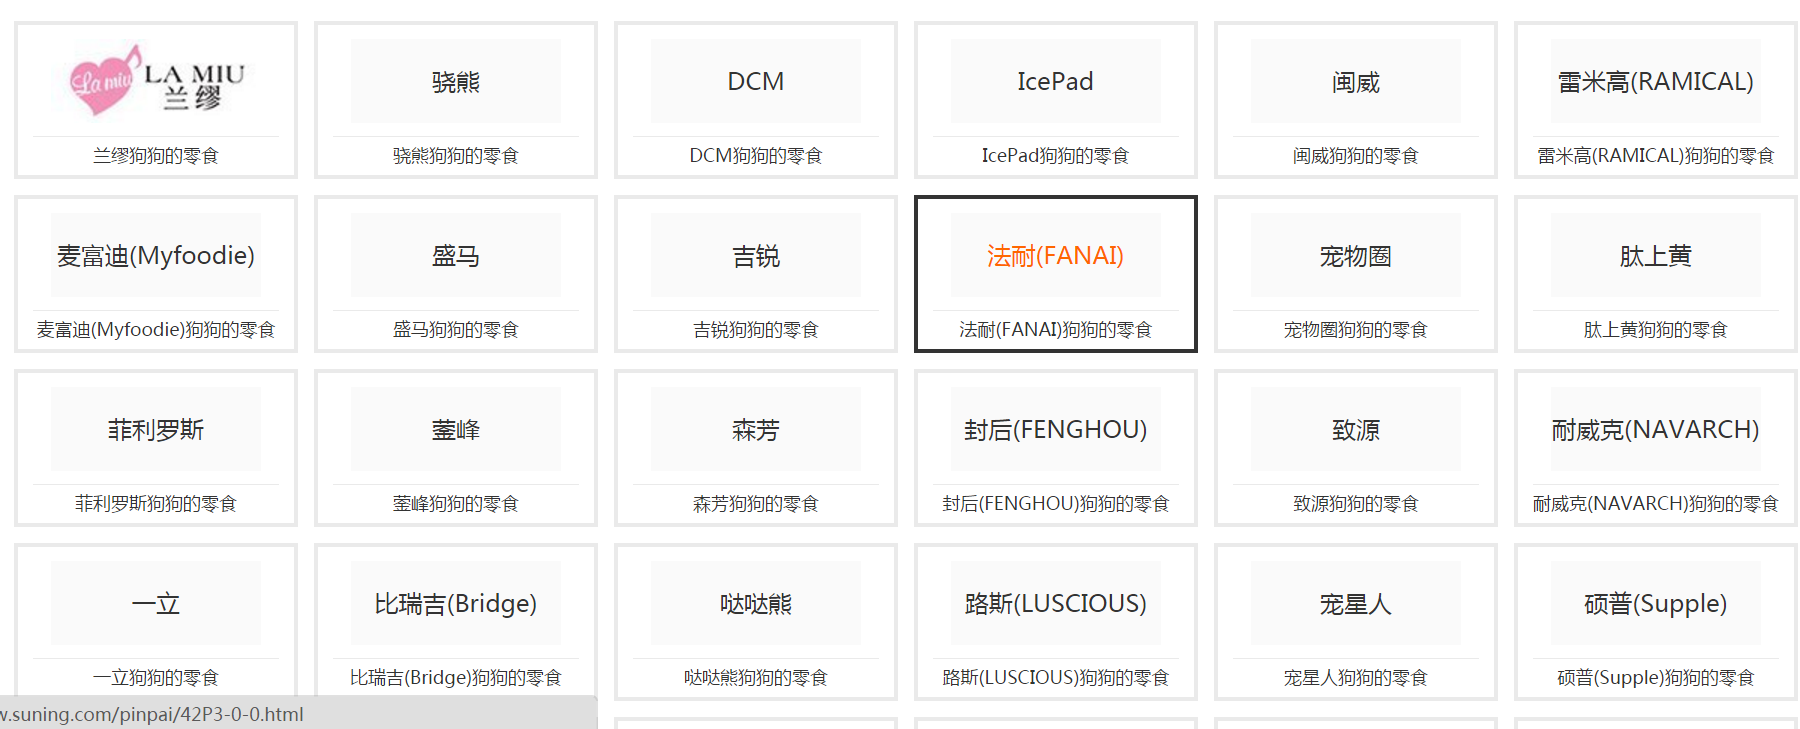 La miu LA MIU
兰缪
骁熊
DCM
IcePad
闽威
雷米高(RAMICAL)
兰缪狗狗的零食
骁熊狗狗的零食
DCM狗狗的零食
IcePad狗狗的零食
闽威狗狗的零食
雷米高(RAMICAL)狗狗的零食
麦富迪(Myfoodie)
盛马
吉锐
法耐(FANAI)
宠物圈
肽上黄
麦富迪(Myfoodie)狗狗的零食
盛马狗狗的零食
吉锐狗狗的零食
法耐(FANAI)狗狗的零食
宠物圈狗狗的零食
肽上黄狗狗的零食
菲利罗斯
蓥峰
森芳
封后(FENGHOU)
致源
耐威克(NAVARCH)
菲利罗斯狗狗的零食
蓥峰狗狗的零食
森芳狗狗的零食
封后(FENGHOU)狗狗的零食
致源狗狗的零食
耐威克(NAVARCH)狗狗的零食
一立
比瑞吉(Bridge)
哒哒熊
路斯(LUSCIOUS)
宠星人
硕普(Supple)
一立狗狗的零食
比瑞吉(Bridge)狗狗的零食
哒哒熊狗狗的零食
路斯(LUSCIOUS)狗狗的零食
宠星人狗狗的零食
硕普(Supple)狗狗的零食
w.suning.com/pinpai/42P3-0-0.html